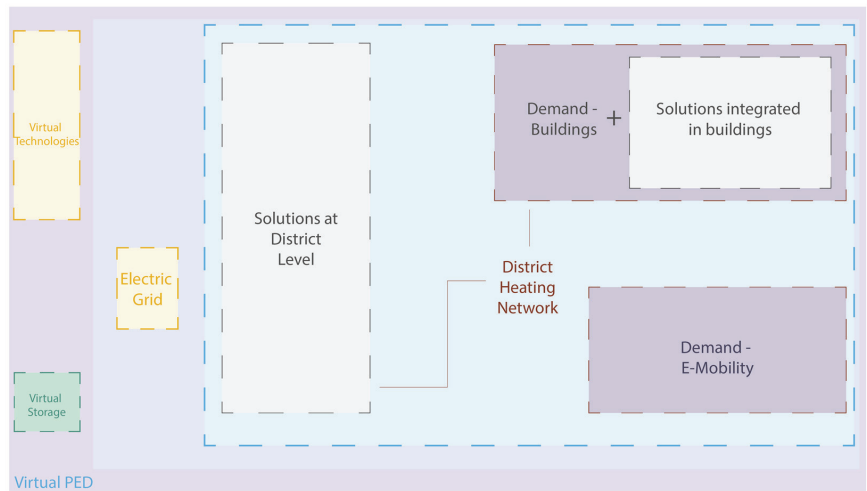 Virtual
Technologies
Electric
Grid
Virtual
Storage
Solutions at
District
Level
Demand -
Buildings
+
Solutions integrated
in buildings
District
Heating
Network
Demand -
E-Mobility
Virtual PED